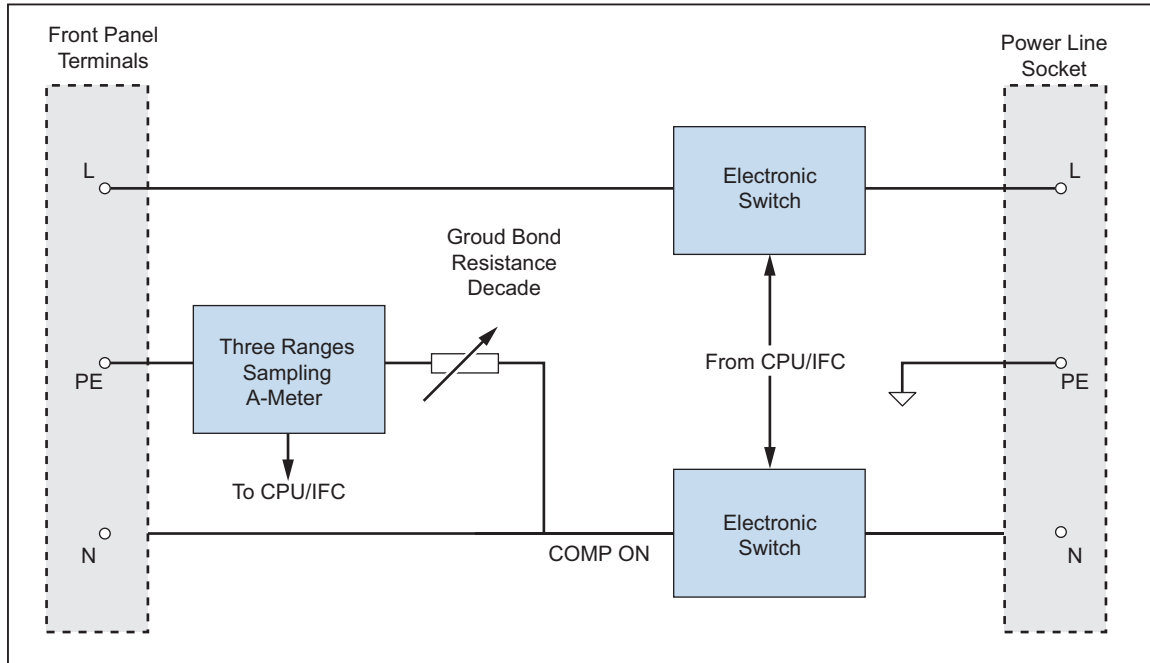 Front Panel
Terminals
Power Line
Socket
L
Electronic
Switch
L
Groud Bond
Resistance
Decade
Three Ranges
Sampling
A-Meter
From CPU/IFC
PE
PE
To CPU/IFC
Electronic
Switch
N
COMP ON
N